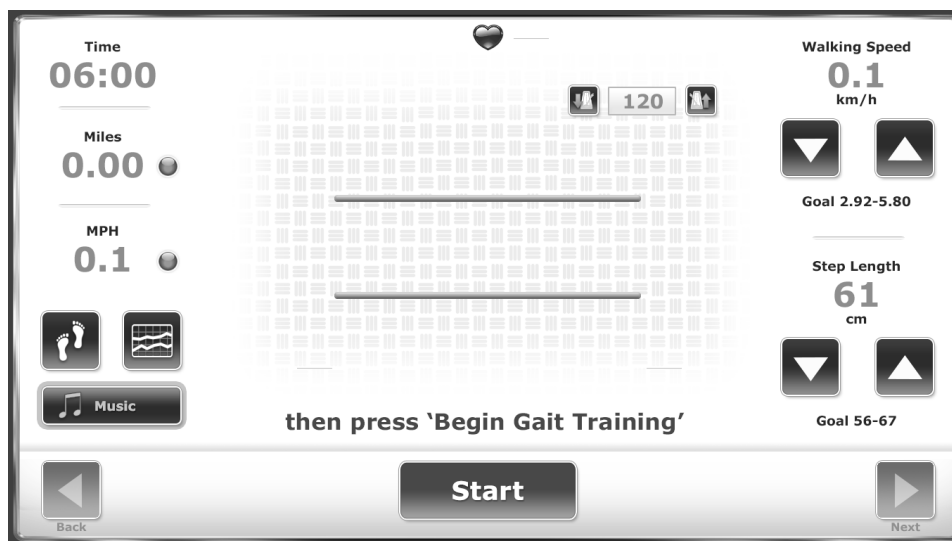 Time
06:00
Miles
0.00
MPH
0.1
Music
120
then press ‘Begin Gait Training’
Walking Speed
0.1
km/h
Goal 2.92-5.80
Step Length
61
cm
Goal 56-67
Back
Start
Next